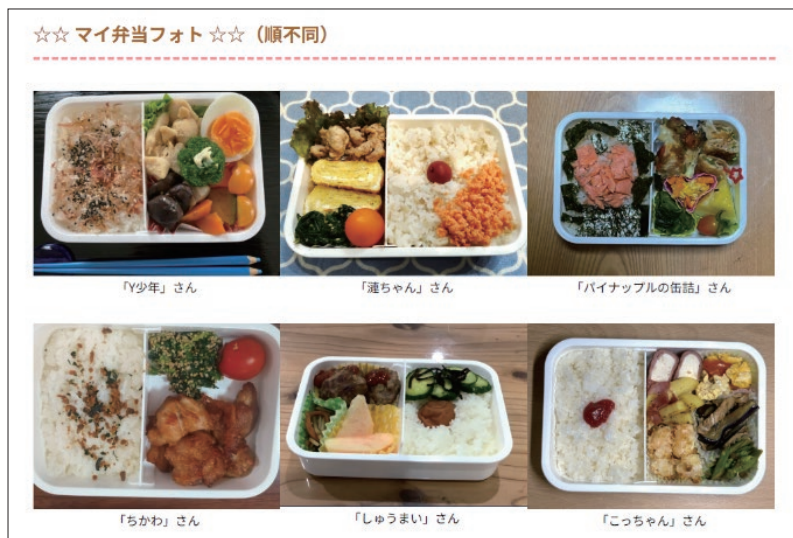 ☆☆ マイ弁当フォト ☆☆（順不同）
「Y少年」さん
「蓮ちゃん」さん
「パイナップルの缶詰」さん
「ちかわ」さん
「しゅうまい」さん
「こっちゃん」さん